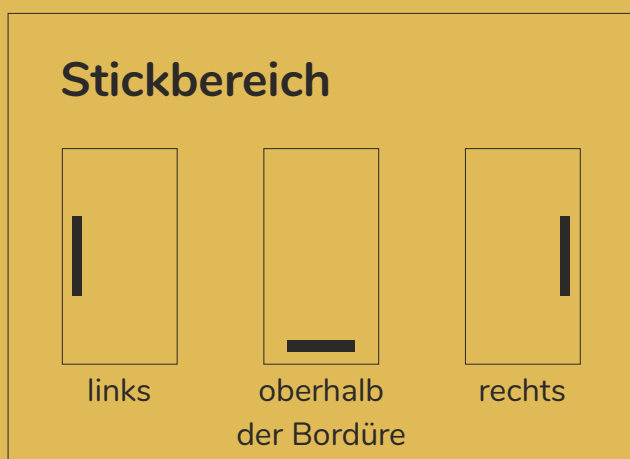 Stickbereich
links
oberhalb
der Bordüre
rechts